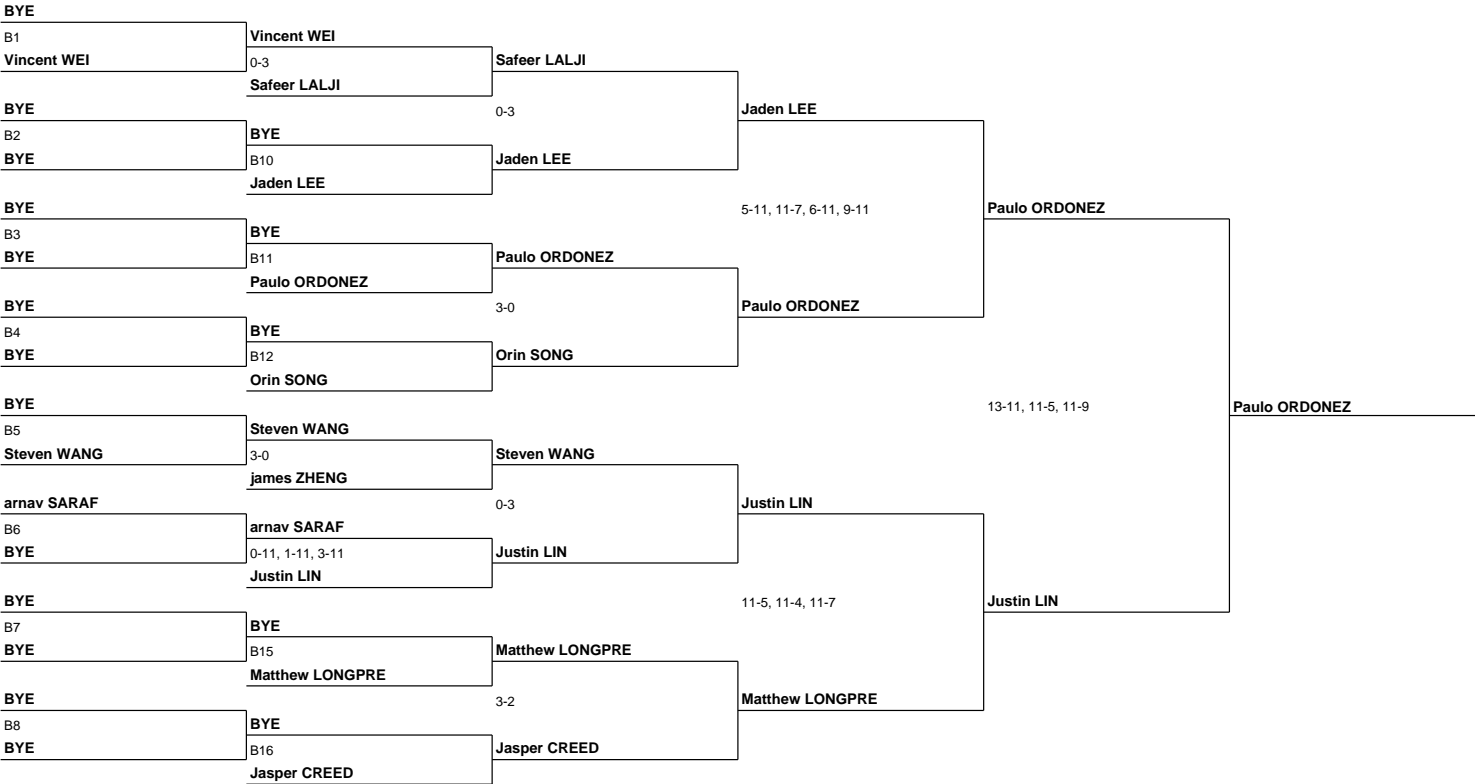 BYE
B1
Vincent WEI
BYE
B2
BYE
BYE
B3
BYE
BYE
B4
BYE
BYE
B5
Steven WANG
arnav SARAF
B6
BYE
BYE
B7
BYE
BYE
B8
BYE
Vincent WEI
0-3
Safeer LALJI
BYE
B10
Jaden LEE
BYE
B11
Paulo ORDONEZ
BYE
B12
Orin SONG
Steven WANG
3-0
james ZHENG
arnav SARAF
0-11, 1-11, 3-11
Justin LIN
BYE
B15
Matthew LONGPRE
BYE
B16
Jasper CREED
Safeer LALJI
0-3
Jaden LEE
Paulo ORDONEZ
3-0
Orin SONG
Steven WANG
0-3
Justin LIN
Matthew LONGPRE
3-2
Jasper CREED
Jaden LEE
5-11, 11-7, 6-11, 9-11
Paulo ORDONEZ
Justin LIN
11-5, 11-4, 11-7
Matthew LONGPRE
Paulo ORDONEZ
13-11, 11-5, 11-9
Justin LIN
Paulo ORDONEZ